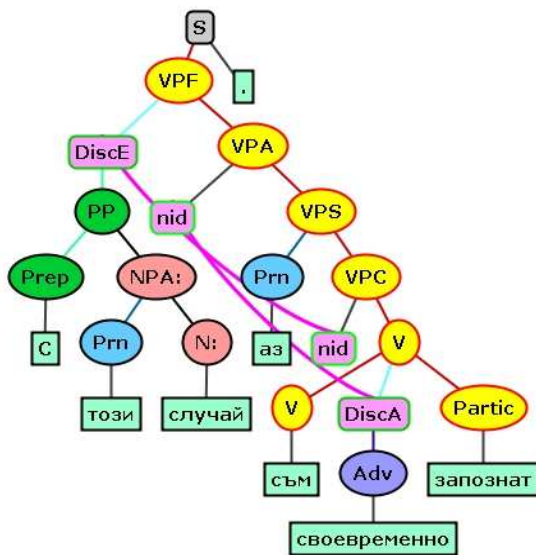 S
VPF
.
DiscE
VPA
PP
nid
VPS
Prep
NPA:
Prn
VPC
С
Prn
N:
аз
nid
V
този
случай
V
DiscA
Partic
съм
Adv
запознат
своевременно